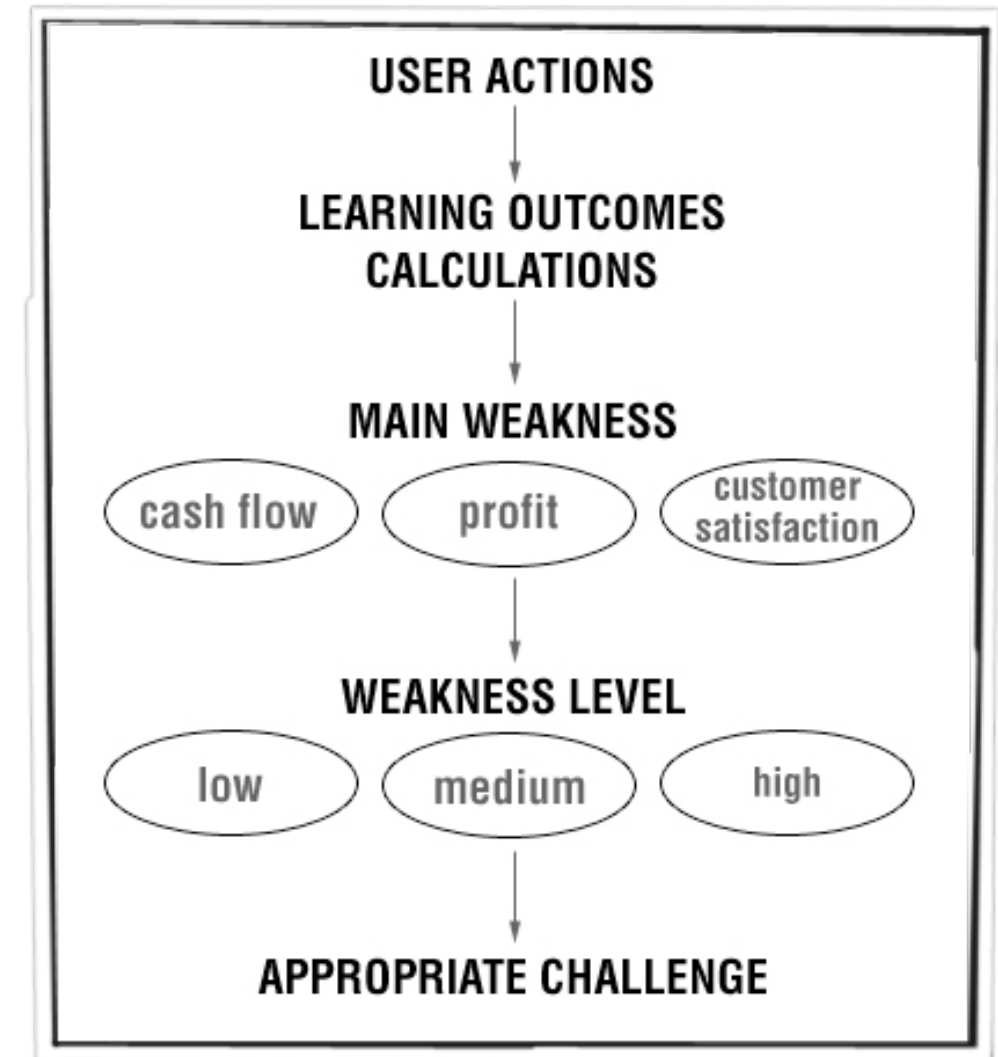 USER ACTIONS
LEARNING OUTCOMES
CALCULATIONS
MAIN WEAKNESS
cash flow
profit
customer
satisfaction
WEAKNESS LEVEL
low
medium
high
APPROPRIATE CHALLENGE